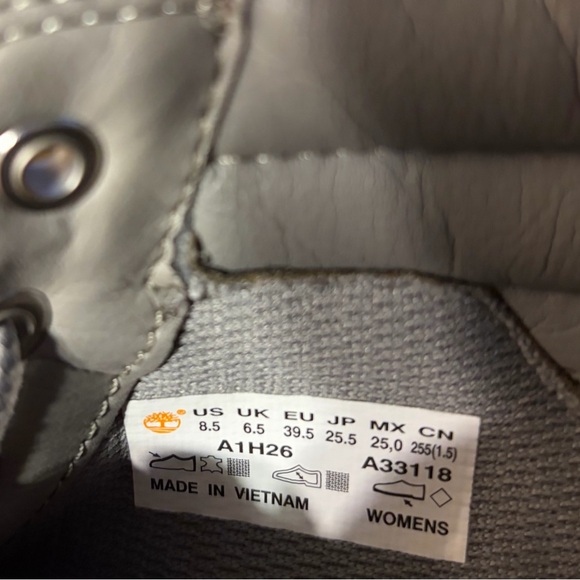 US UK EU JP MX CN
8.5 6.5 39.5 25.5 25,0 255(1.5)
A1H26 A33118
MADE IN VIETNAM
WOMENS